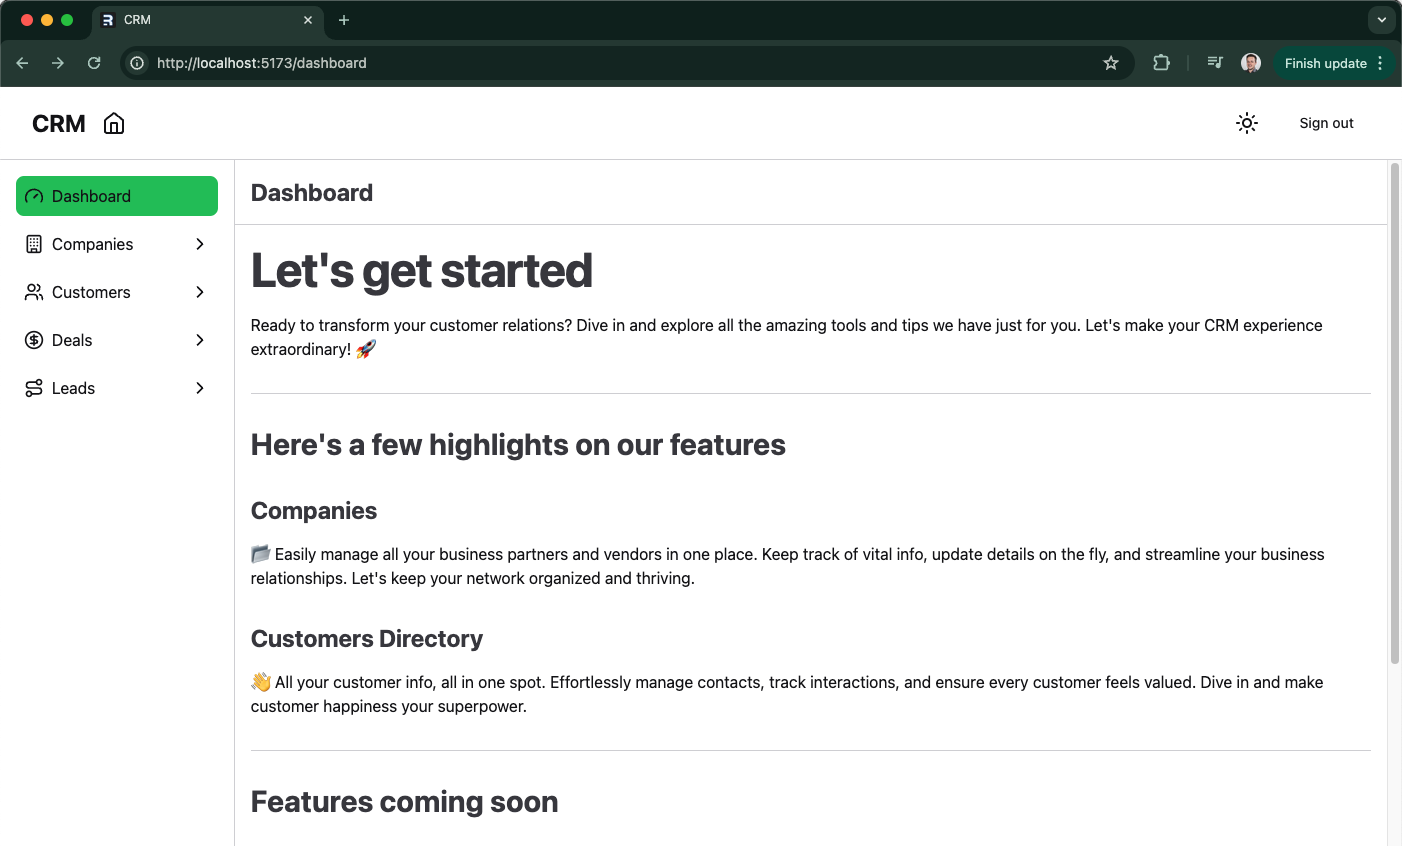 CRM
http://localhost:5173/dashboard
Finish update
CRM
Sign out
Dashboard
Companies
Customers
Deals
Leads
Dashboard
Let's get started
Ready to transform your customer relations? Dive in and explore all the amazing tools and tips we have just for you. Let's make your CRM experience
extraordinary! 🚀
Here's a few highlights on our features
Companies
📁 Easily manage all your business partners and vendors in one place. Keep track of vital info, update details on the fly, and streamline your business
relationships. Let's keep your network organized and thriving.
Customers Directory
👋 All your customer info, all in one spot. Effortlessly manage contacts, track interactions, and ensure every customer feels valued. Dive in and make
customer happiness your superpower.
Features coming soon